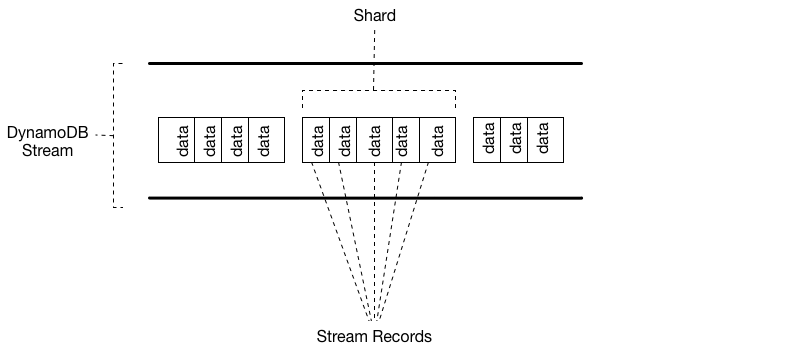 Shard
DynamoDB
Stream
data data data data
data data data data data
data data data
Stream Records